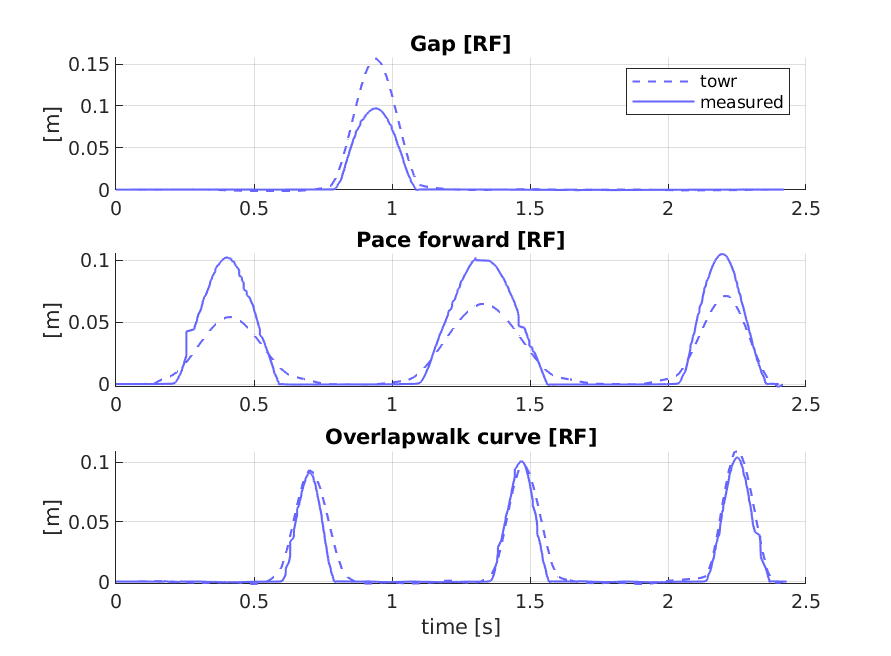 Gap [RF]
0.15
0.1
0.05
0
[m]
towr
measured
0 0.5 1 1.5 2 2.5
Pace forward [RF]
0.1
0.05
0
[m]
0 0.5 1 1.5 2 2.5
Overlapwalk curve [RF]
0.1
0.05
0
[m]
0 0.5 1 1.5 2 2.5
time [s]